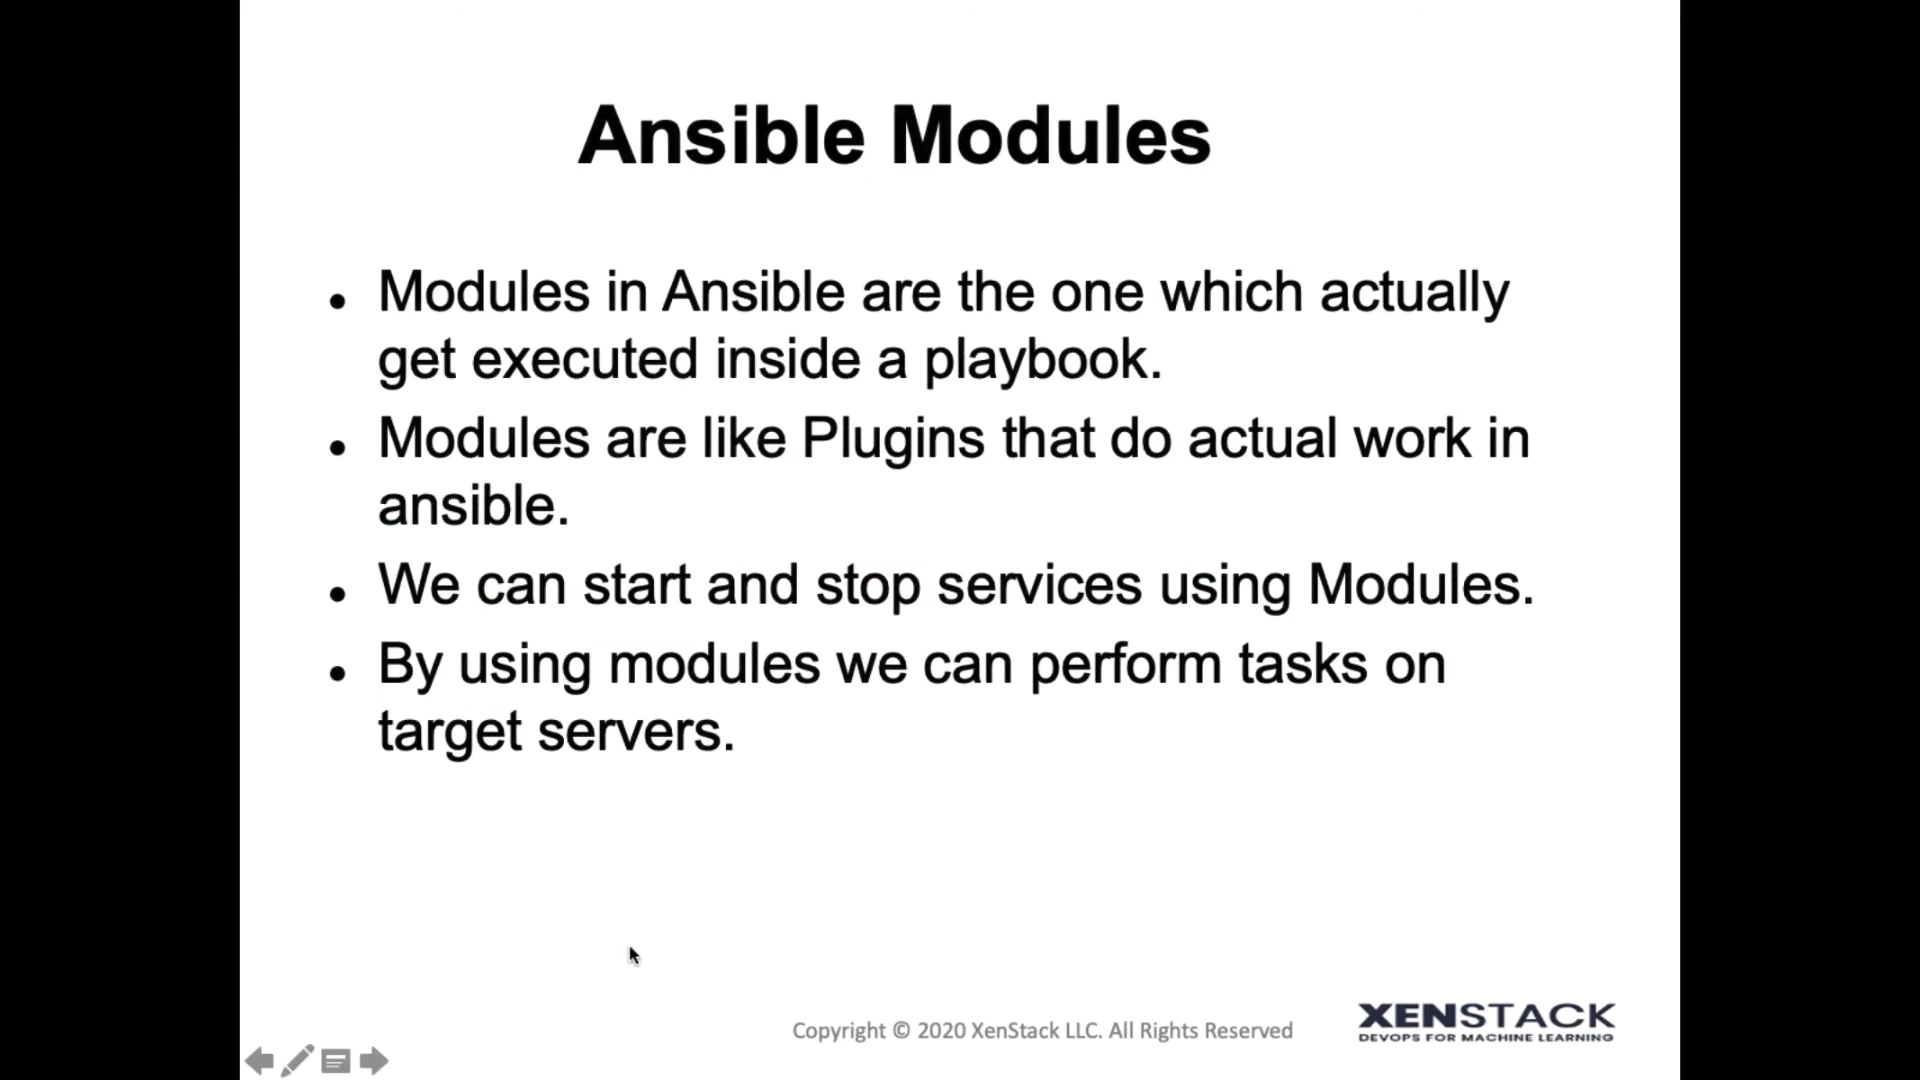 Ansible Modules
• Modules in Ansible are the one which actually
get executed inside a playbook.
• Modules are like Plugins that do actual work in
ansible.
• We can start and stop services using Modules.
• By using modules we can perform tasks on
target servers.
Copyright © 2020 XenStack LLC. All Rights Reserved
XENSTACK
DEVOPS FOR MACHINE LEARNING